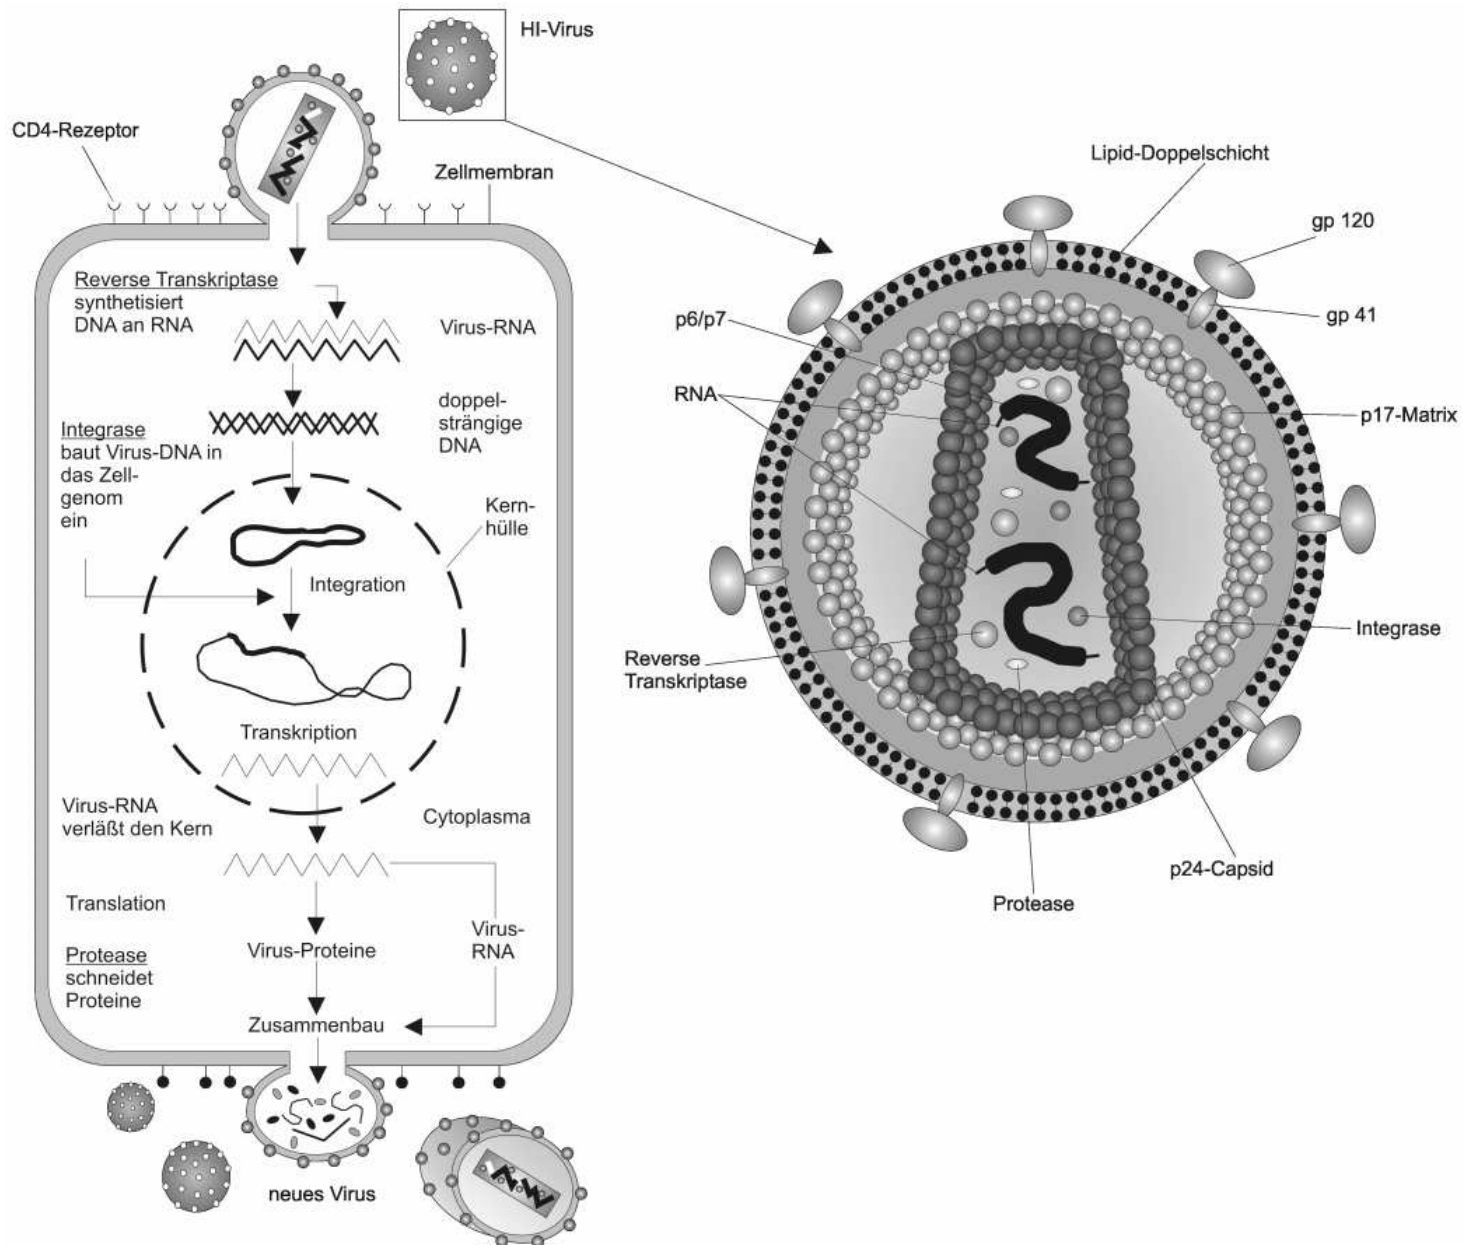 HI-Virus
CD4-Rezeptor
Zellmembran
Reverse Transkriptase
synthetisiert
DNA an RNA
Virus-RNA
doppel-
strängige
DNA
Integrase
baut Virus-DNA in
das Zell-
genom
ein
Kern-
hülle
Integration
Transkription
Virus-RNA
verläßt den Kern
Cytoplasma
Translation
Virus-
RNA
Virus-Proteine
Protease
schneidet
Proteine
Zusammenbau
neues Virus
Lipid-Doppelschicht
gp 120
gp 41
p6/p7
RNA
p17-Matrix
Integrase
Reverse
Transkriptase
p24-Capsid
Protease